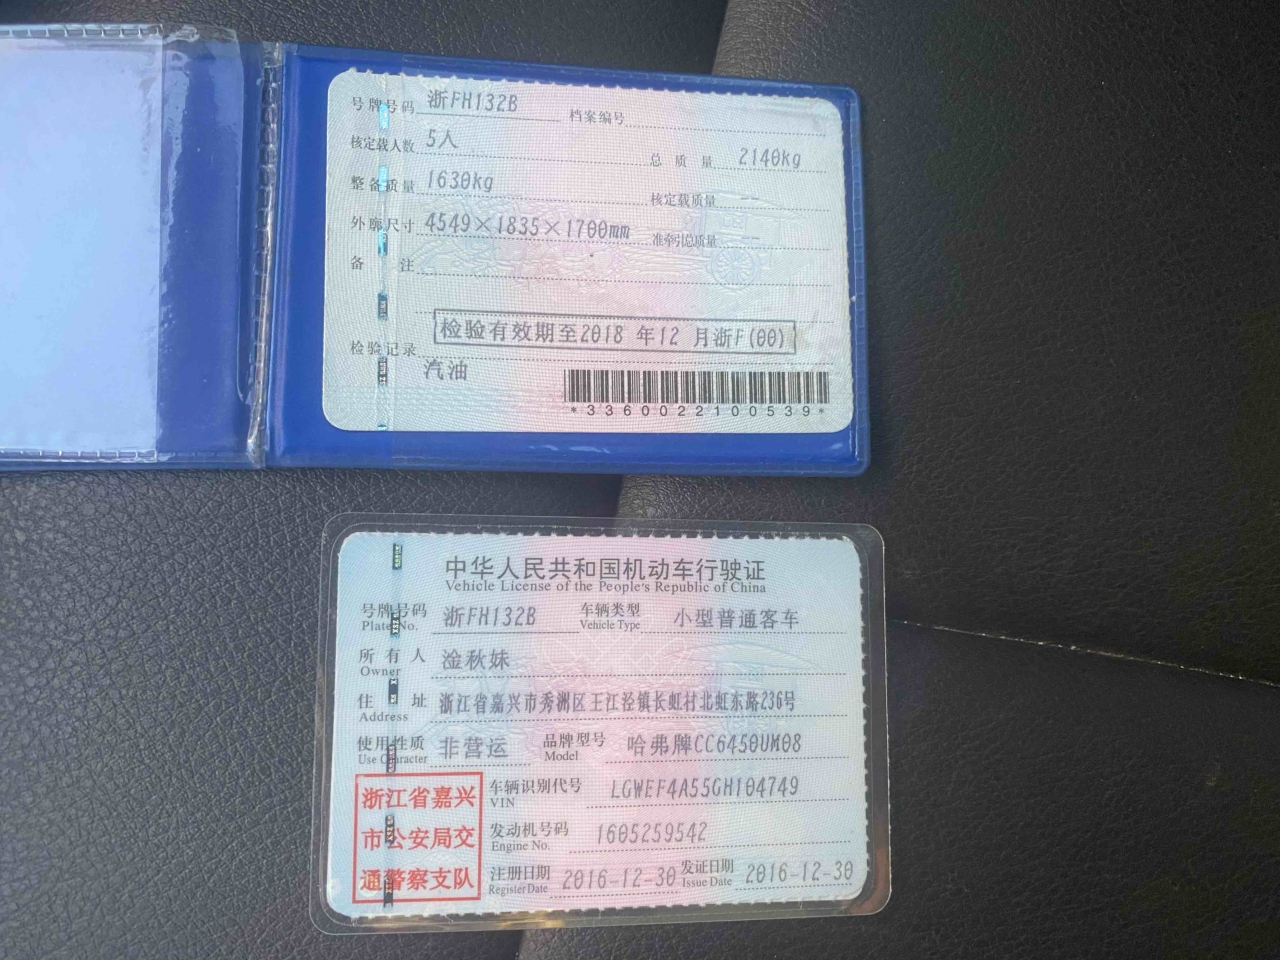 号牌号码 浙FH132B 档案编号
核定载人数 5人 总质量 2140kg
整备质量 1630kg 核定载质量 --
外廓尺寸 4549×1835×1700mm 准牵引总质量 --
备注
检验有效期至2018 年12 月浙F(00)
检验记录
汽油
*3360022100539*
中华人民共和国机动车行驶证
Vehicle License of the People's Republic of China
号牌号码 浙FH132B 车辆类型 小型普通客车
Plate No. Vehicle Type
所有人 淦秋妹
Owner
住址 浙江省嘉兴市秀洲区王江泾镇长虹村北虹东路236号
Address
使用性质 非营运 品牌型号 哈弗牌CC6450UM08
Use Character Model
浙江省嘉兴
市公安局交
通警察支队
车辆识别代号 LGWEF4A55GH104749
VIN
发动机号码 1605259542
Engine No.
注册日期 2016-12-30 发证日期 2016-12-30
Register Date Issue Date